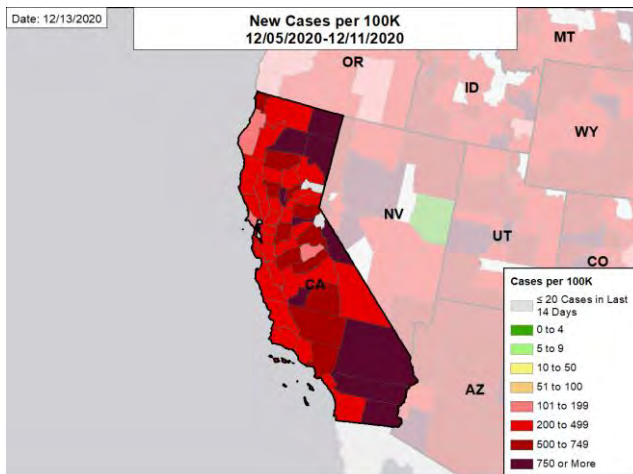 Date: 12/13/2020
New Cases per 100K
12/05/2020-12/11/2020
MT
OR
ID
WY
NV
UT
CO
CA
AZ
Cases per 100K
≤ 20 Cases in Last
14 Days
0 to 4
5 to 9
10 to 50
51 to 100
101 to 199
200 to 499
500 to 749
750 or More